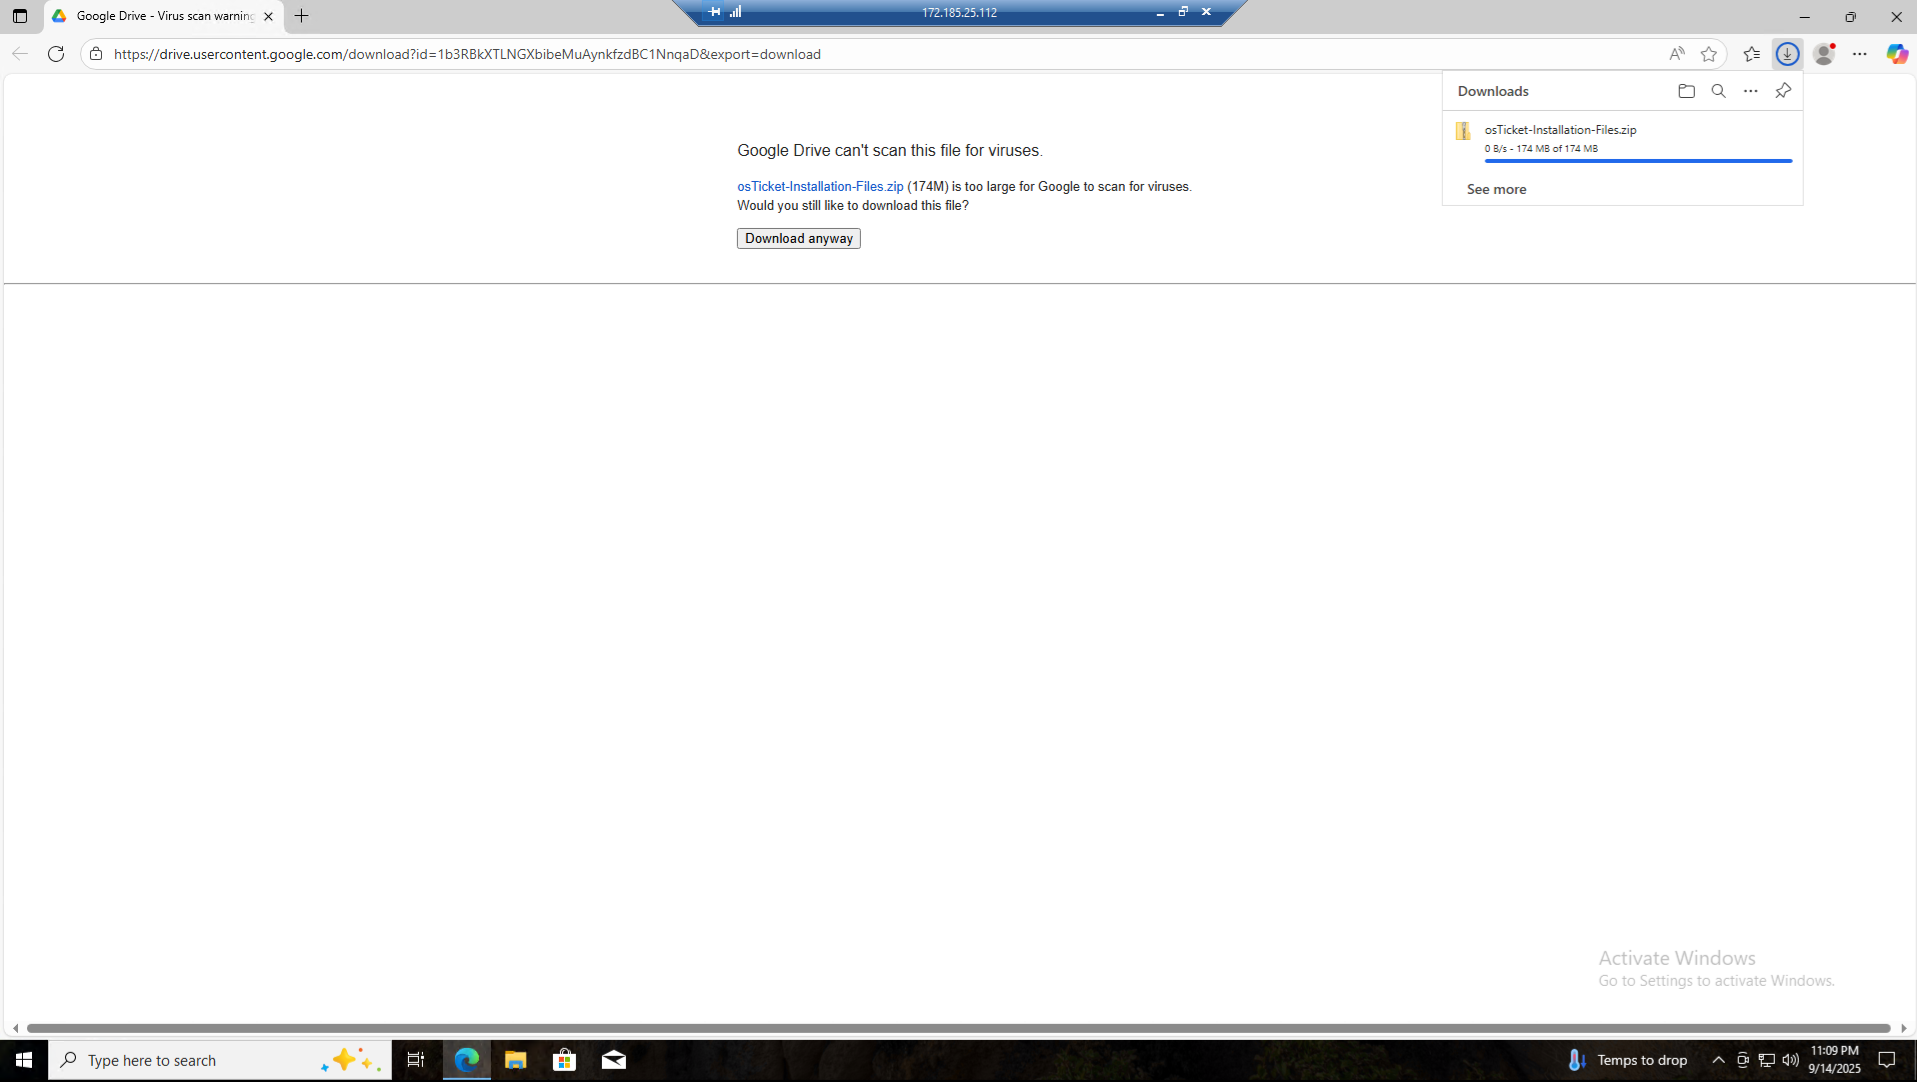 Google Drive - Virus scan warning
172.185.25.112
https://drive.usercontent.google.com/download?id=1b3RBkXTLNGXbibeMuAynkfzdBC1NnqaD&export=download
Downloads
osTicket-Installation-Files.zip
0 B/s - 174 MB of 174 MB
See more
Google Drive can't scan this file for viruses.
osTicket-Installation-Files.zip (174M) is too large for Google to scan for viruses.
Would you still like to download this file?
Download anyway
Activate Windows
Go to Settings to activate Windows.
Type here to search
Temps to drop
11:09 PM
9/14/2025